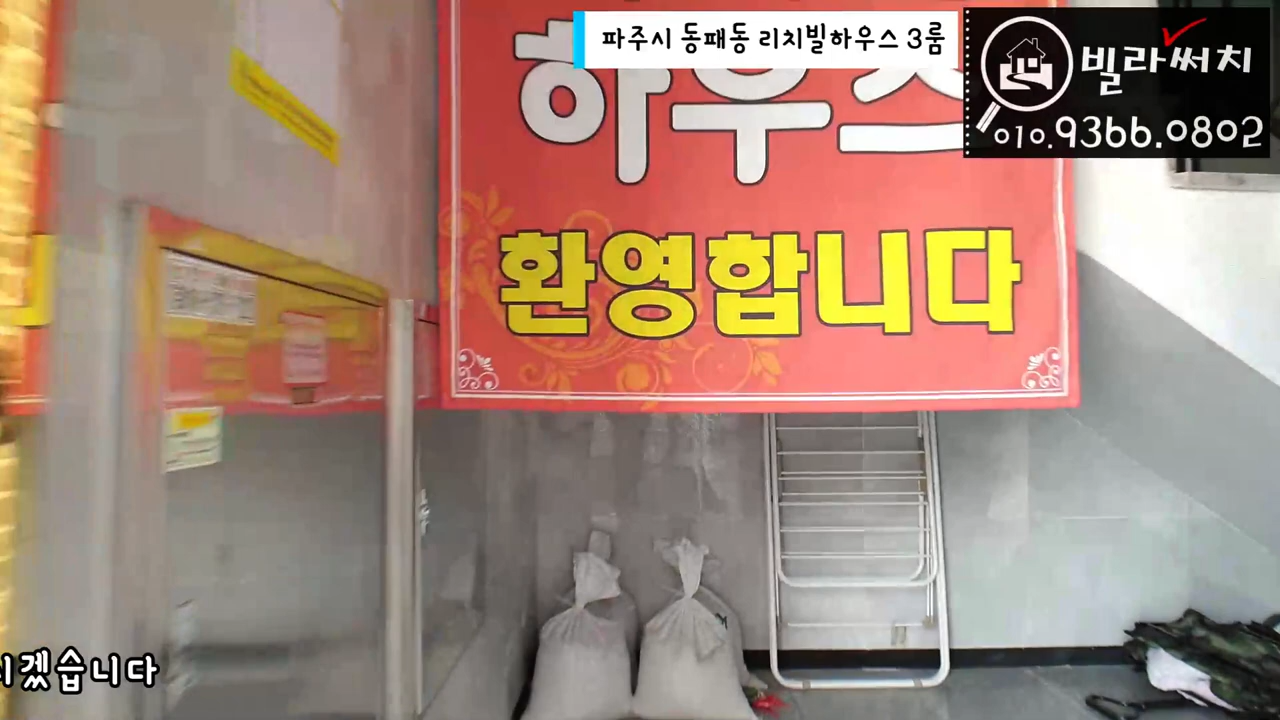 파주시 동패동 리치빌하우스 3룸
빌라써치
010.9366.0802
하우스
환영합니다
시겠습니다